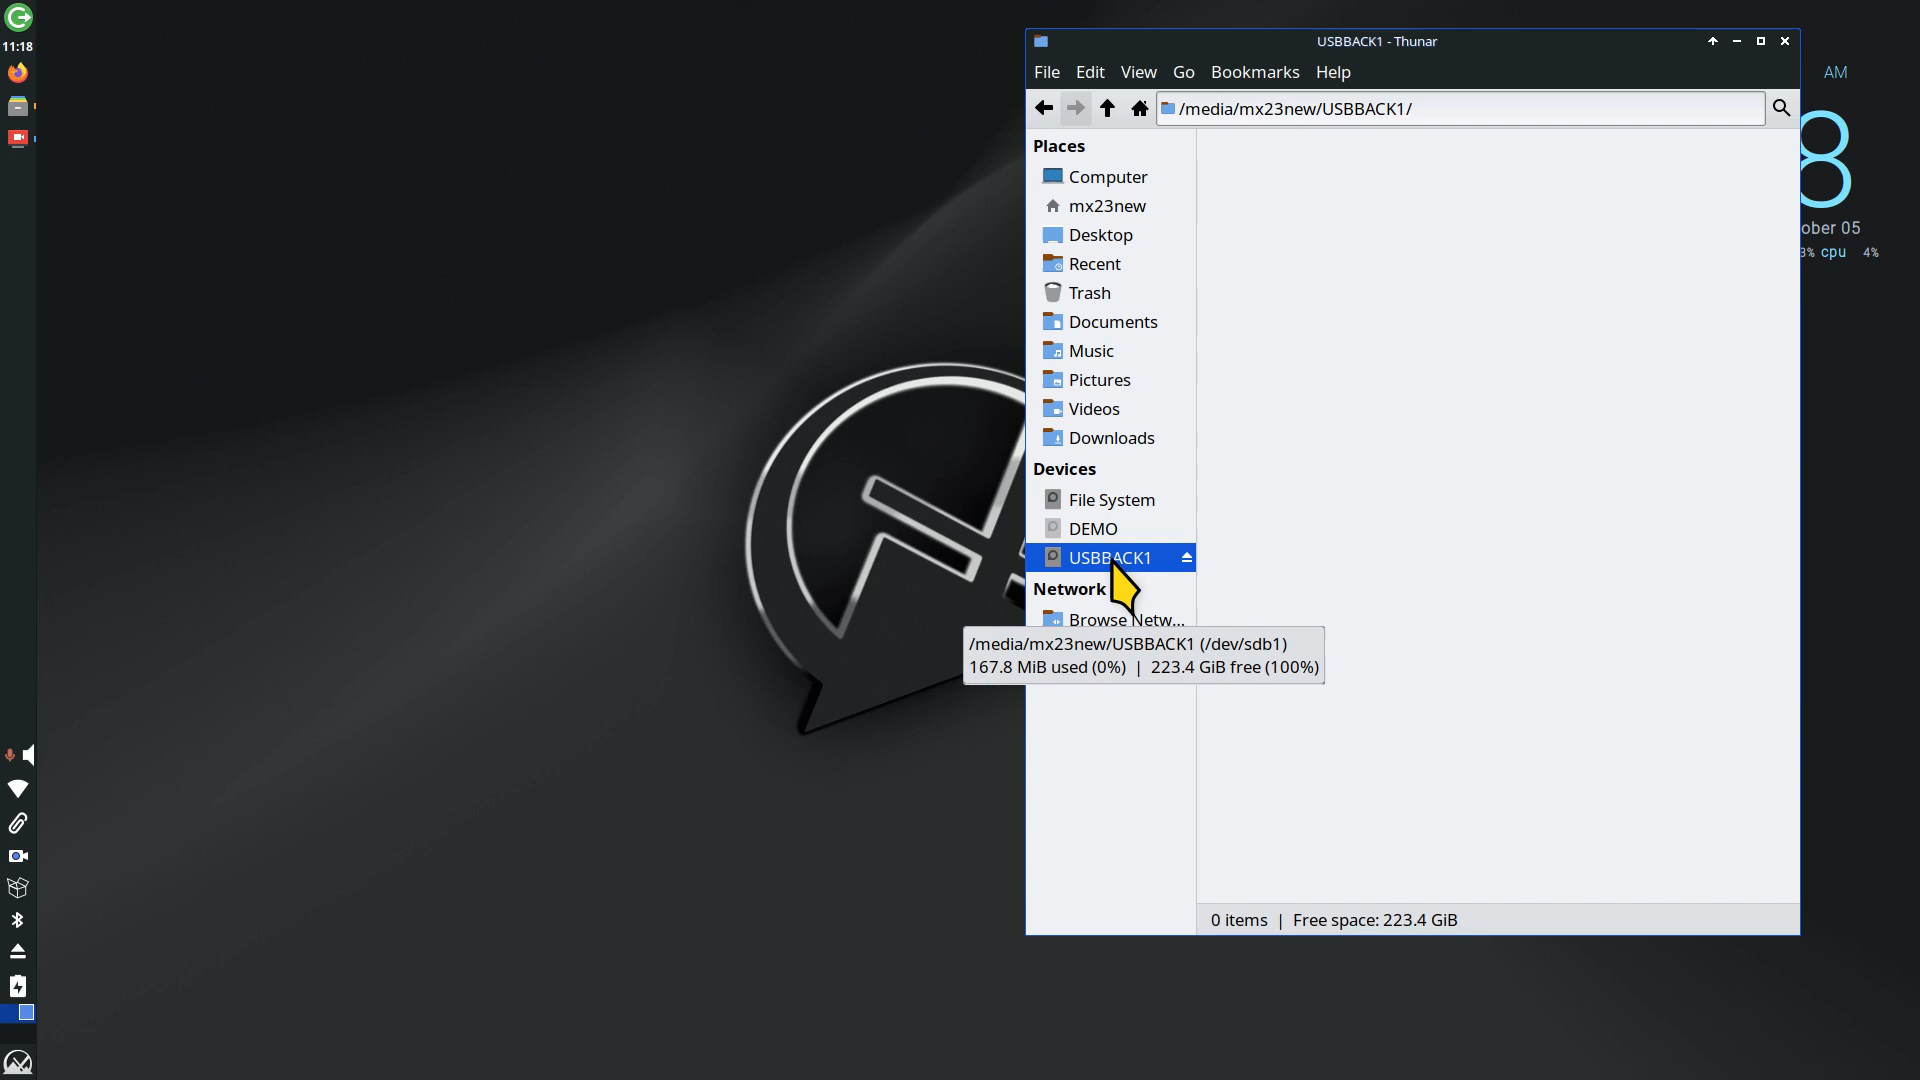 11:18
USBBACK1 - Thunar
File Edit View Go Bookmarks Help
/media/mx23new/USBBACK1/
Places
Computer
mx23new
Desktop
Recent
Trash
Documents
Music
Pictures
Videos
Downloads
Devices
File System
DEMO
USBBACK1
Network
Browse Netw...
/media/mx23new/USBBACK1 (/dev/sdb1)
167.8 MiB used (0%) | 223.4 GiB free (100%)
0 items | Free space: 223.4 GiB
AM
8
ober 05
3% cpu 4%